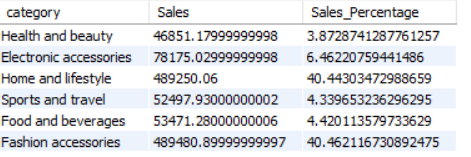 category Sales Sales_Percentage
Health and beauty 46851.17999999998 3.8728741287761257
Electronic accessories 78175.02999999998 6.46220759441486
Home and lifestyle 489250.06 40.44303472988659
Sports and travel 52497.93000000002 4.339653236296295
Food and beverages 53471.28000000006 4.420113579733629
Fashion accessories 489480.89999999997 40.462116730892475